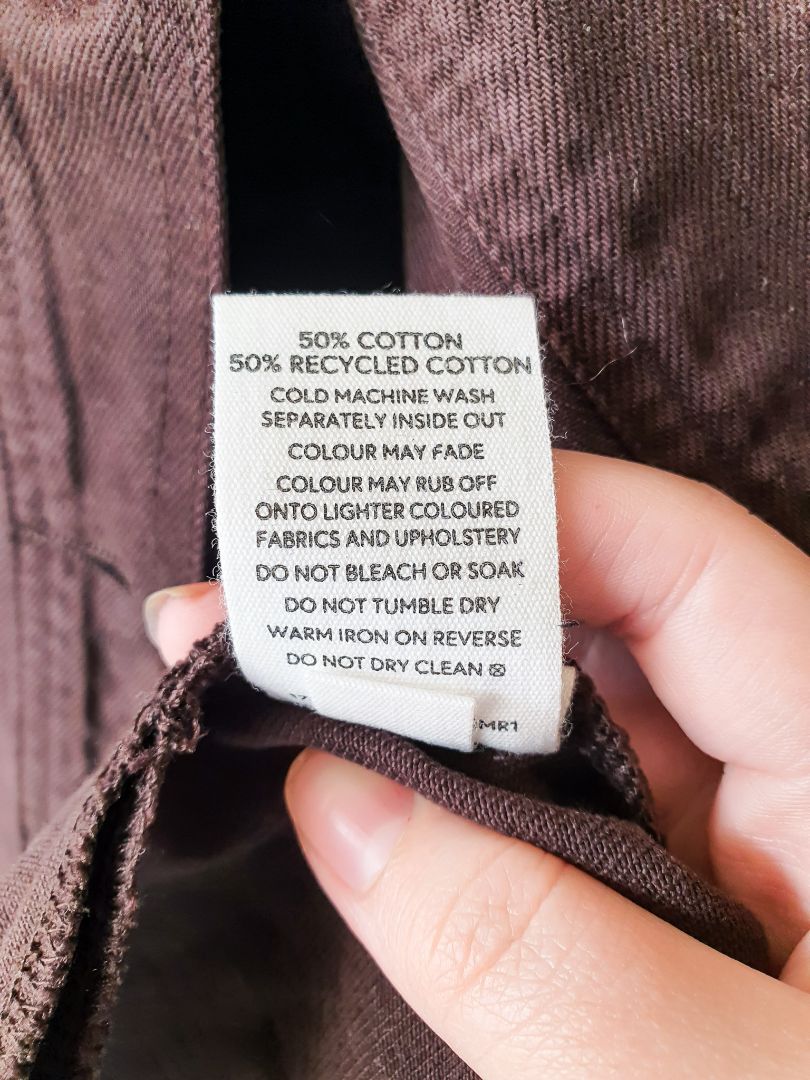 50% COTTON
50% RECYCLED COTTON
COLD MACHINE WASH
SEPARATELY INSIDE OUT
COLOUR MAY FADE
COLOUR MAY RUB OFF
ONTO LIGHTER COLOURED
FABRICS AND UPHOLSTERY
DO NOT BLEACH OR SOAK
DO NOT TUMBLE DRY
WARM IRON ON REVERSE
DO NOT DRY CLEAN